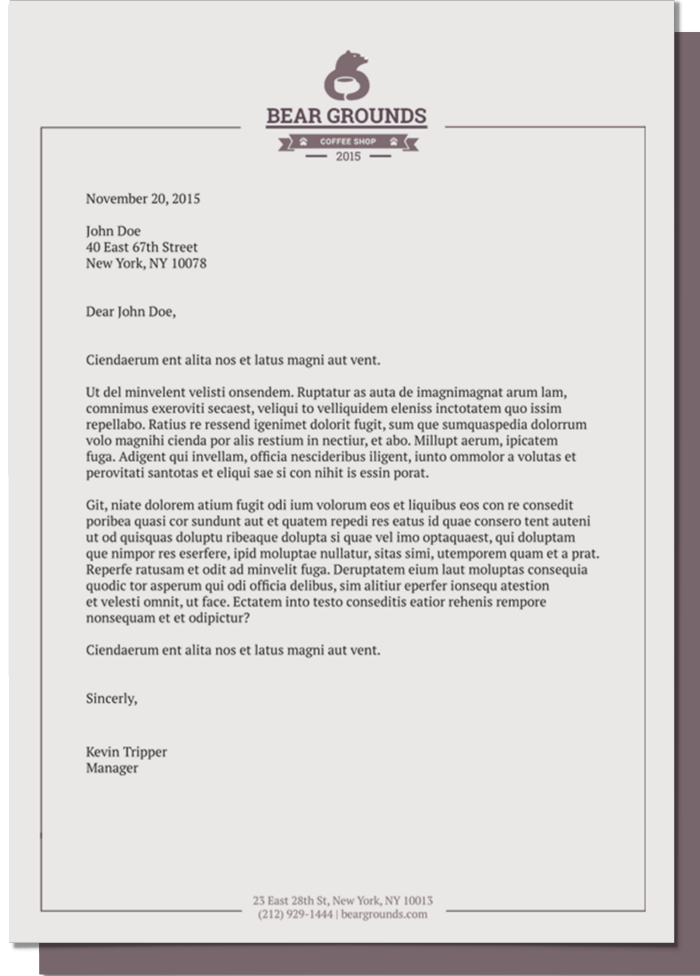 BEAR GROUNDS
COFFEE SHOP
2015
November 20, 2015
John Doe
40 East 67th Street
New York, NY 10078
Dear John Doe,
Ciendaerum ent alita nos et latus magni aut vent.
Ut del minvelent velisti onsendem. Ruptatur as auta de imagnimagnat arum lam,
comnimus exeroviti secaest, veliqui to velliquidem eleniss inctotatem quo issim
repellabo. Ratius re ressend igenimet dolorit fugit, sum que sumquaspedia dolorrum
volo magnihi cienda por alis restium in nectiur, et abo. Millupt aerum, ipicatem
fuga. Adigent qui invellam, officia nescideribus iligent, iunto ommolor a volutas et
perovitati santotas et eliqui sae si con nihit is essin porat.
Git, niate dolorem atium fugit odi ium volorum eos et liquibus eos con re consedit
poribea quasi cor sundunt aut et quatem repedi res eatus id quae consero tent auteni
ut od quisquas doluptu ribeaque dolupta si quae vel imo optaquaest, qui doluptam
que nimpor res eserfere, ipid moluptae nullatur, sitas simi, utemporem quam et a prat.
Reperfe ratusam et odit ad minvelit fuga. Deruptatem eium laut moluptas consequia
quodic tor asperum qui odi officia delibus, sim alitiur eperfer ionsequ atestion
et velesti omnit, ut face. Ectatem into testo conseditis eatior rehenis rempore
nonsequam et et odipictur?
Ciendaerum ent alita nos et latus magni aut vent.
Sincerly,
Kevin Tripper
Manager
23 East 28th St, New York, NY 10013
(212) 929-1444 | beargrounds.com